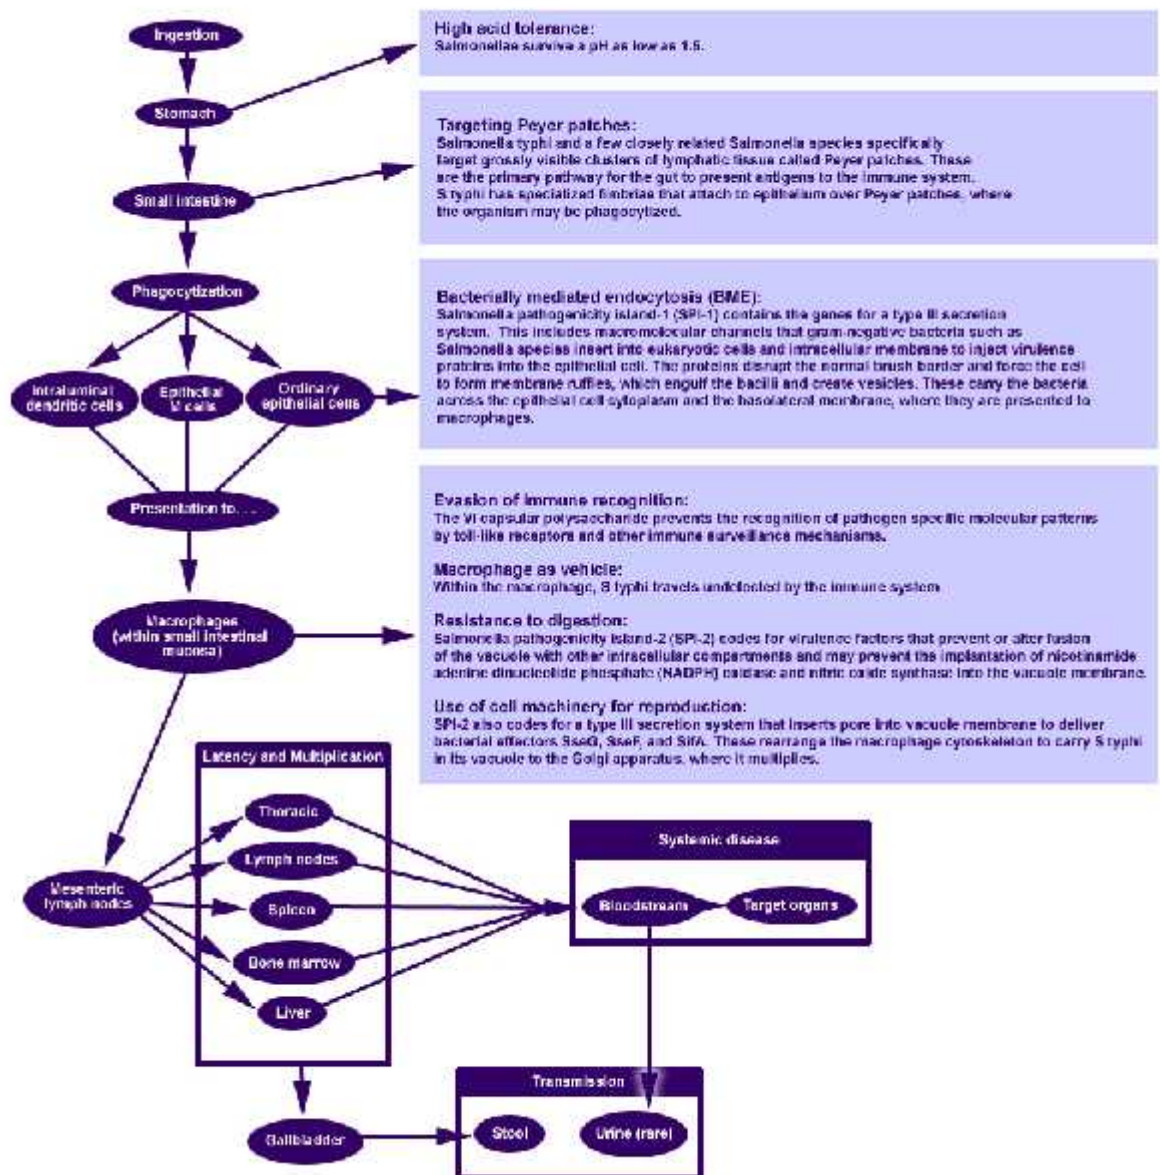 Ingestion
High acid tolerance:
Salmonellae survive a pH as low as 1.5.
Stomach
Targeting Peyer patches:
Salmonella typhi and a few closely related Salmonella species specifically
target grossly visible clusters of lymphatic tissue called Peyer patches. These
are the primary pathway for the gut to present antigens to the immune system.
S typhi has specialized fimbriae that attach to epithelium over Peyer patches, where
the organism may be phagocytized.
Small intestine
Phagocytization
Bacterially mediated endocytosis (BME):
Salmonella pathogenicity island-1 (SPI-1) contains the genes for a type III secretion
system. This includes macromolecular channels that gram-negative bacteria such as
Salmonella species insert into eukaryotic cells and intracellular membrane to inject virulence
proteins into the epithelial cell. The proteins disrupt the normal brush border and force the cell
to form membrane ruffles, which engulf the bacilli and create vesicles. These carry the bacteria
across the epithelial cell cytoplasm and the basolateral membrane, where they are presented to
macrophages.
Intraluminal
dendritic cells
Epithelial
M cells
Ordinary
epithelial cells
Presentation to. . .
Evasion of immune recognition:
The Vi capsular polysaccharide prevents the recognition of pathogen specific molecular patterns
by toll-like receptors and other immune surveillance mechanisms.
Macrophage as vehicle:
Within the macrophage, S typhi travels undetected by the immune system
Resistance to digestion:
Salmonella pathogenicity island-2 (SPI-2) codes for virulence factors that prevent or alter fusion
of the vacuole with other intracellular compartments and may prevent the implantation of nicotinamide
adenine dinucleotide phosphate (NADPH) oxidase and nitric oxide synthase into the vacuole membrane.
Use of cell machinery for reproduction:
SPI-2 also codes for a type III secretion system that inserts pore into vacuole membrane to deliver
bacterial effectors SseG, SseF, and SifA. These rearrange the macrophage cytoskeleton to carry S typhi
in its vacuole to the Golgi apparatus, where it multiplies.
Macrophages
(within small intestinal
mucosa)
Latency and Multiplication
Thoracic
Lymph nodes
Spleen
Bone marrow
Liver
Mesenteric
lymph nodes
Systemic disease
Bloodstream
Target organs
Transmission
Gallbladder
Stool
Urine (rare)